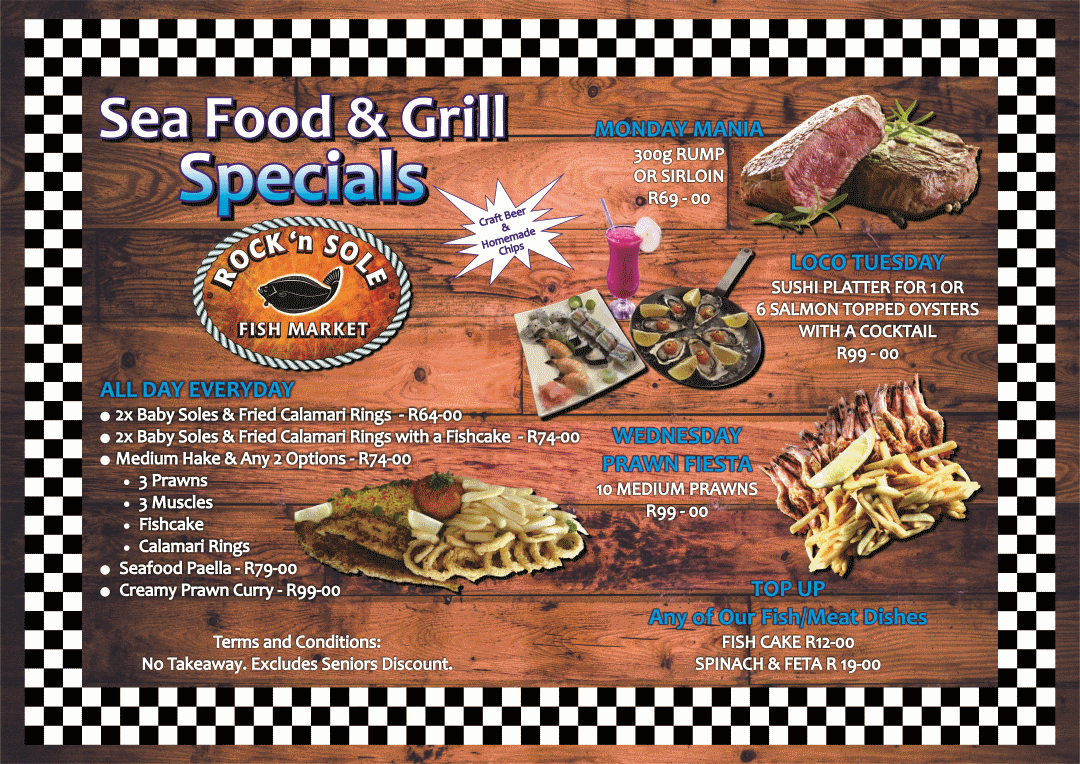 Sea Food & Grill
Specials
Craft Beer
&
Homemade
Chips
ROCK 'n SOLE
FISH MARKET
MONDAY MANIA
300g RUMP
OR SIRLOIN
R69 - 00
LOCO TUESDAY
SUSHI PLATTER FOR 1 OR
6 SALMON TOPPED OYSTERS
WITH A COCKTAIL
R99 - 00
ALL DAY EVERYDAY
● 2x Baby Soles & Fried Calamari Rings - R64-00
● 2x Baby Soles & Fried Calamari Rings with a Fishcake - R74-00
● Medium Hake & Any 2 Options - R74-00
• 3 Prawns
• 3 Muscles
• Fishcake
• Calamari Rings
● Seafood Paella - R79-00
● Creamy Prawn Curry - R99-00
WEDNESDAY
PRAWN FIESTA
10 MEDIUM PRAWNS
R99 - 00
TOP UP
Any of Our Fish/Meat Dishes
FISH CAKE R12-00
SPINACH & FETA R 19-00
Terms and Conditions:
No Takeaway. Excludes Seniors Discount.